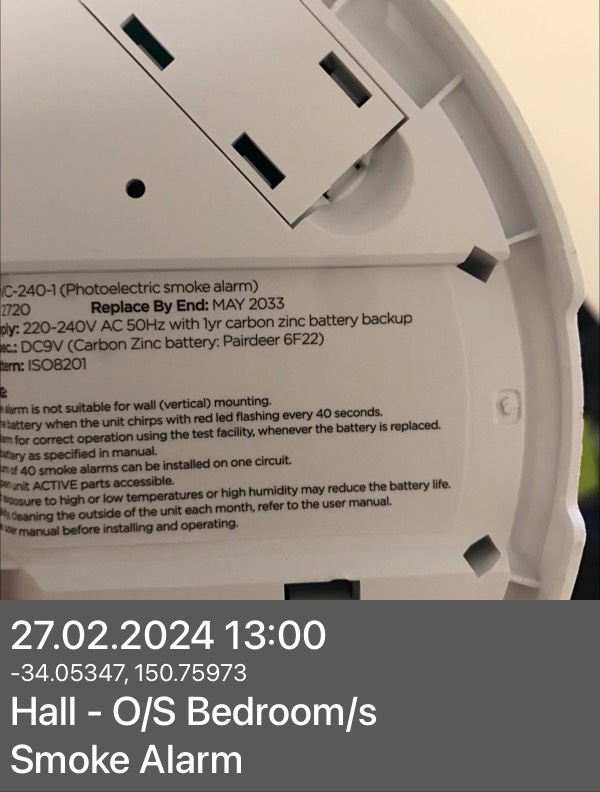 /C-240-1 (Photoelectric smoke alarm)
2720 Replace By End: MAY 2033
ply: 220-240V AC 50Hz with 1yr carbon zinc battery backup
ec.: DC9V (Carbon Zinc battery: Pairdeer 6F22)
tern: ISO8201
alarm is not suitable for wall (vertical) mounting.
battery when the unit chirps with red led flashing every 40 seconds.
for correct operation using the test facility, whenever the battery is replaced.
as specified in manual.
of 40 smoke alarms can be installed on one circuit.
unit ACTIVE parts accessible.
exposure to high or low temperatures or high humidity may reduce the battery life.
cleaning the outside of the unit each month, refer to the user manual.
user manual before installing and operating.
27.02.2024 13:00
-34.05347, 150.75973
Hall - O/S Bedroom/s
Smoke Alarm